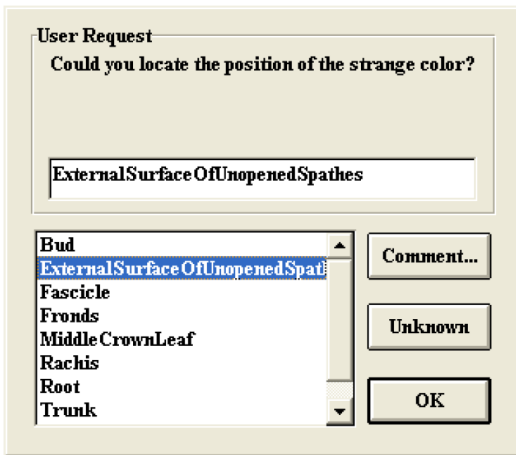 User Request
Could you locate the position of the strange color?
ExternalSurfaceOfUnopenedSpathes
Bud
ExternalSurfaceOfUnopenedSpath
Fascicle
Fronds
MiddleCrownLeaf
Rachis
Root
Trunk
Comment...
Unknown
OK